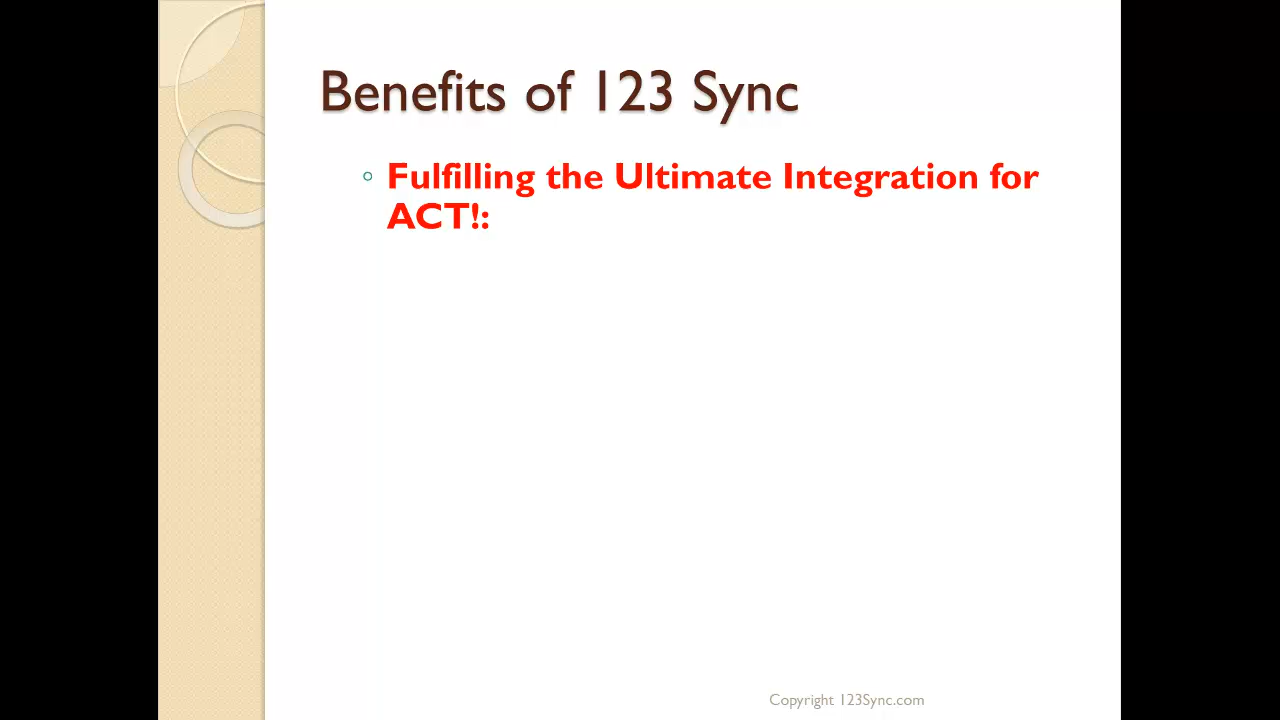 Benefits of 123 Sync
Fulfilling the Ultimate Integration for
ACT!:
Copyright 123Sync.com